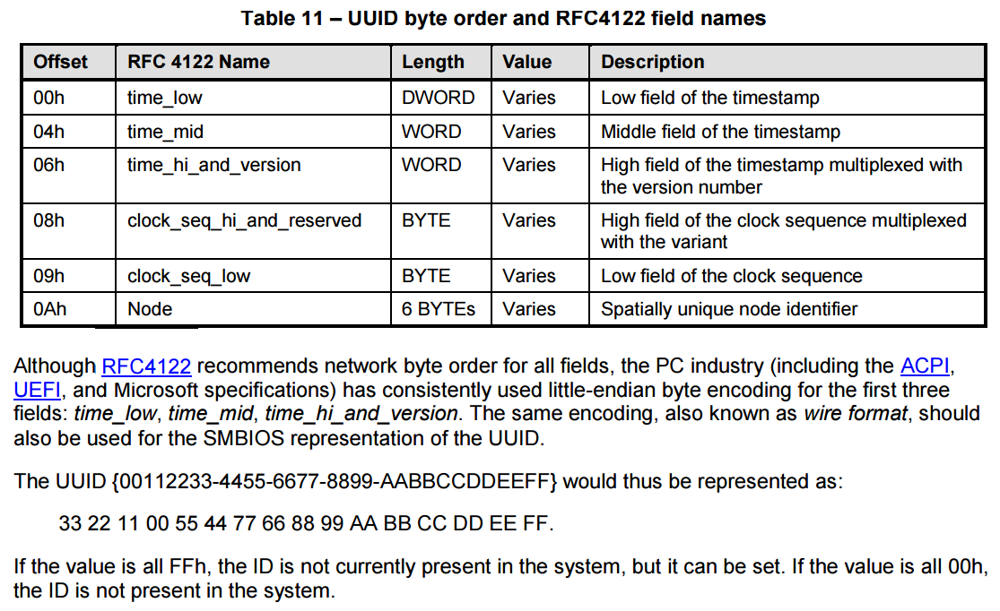 Table 11 – UUID byte order and RFC4122 field names
Offset RFC 4122 Name Length Value Description
00h time_low DWORD Varies Low field of the timestamp
04h time_mid WORD Varies Middle field of the timestamp
06h time_hi_and_version WORD Varies High field of the timestamp multiplexed with
the version number
08h clock_seq_hi_and_reserved BYTE Varies High field of the clock sequence multiplexed
with the variant
09h clock_seq_low BYTE Varies Low field of the clock sequence
0Ah Node 6 BYTEs Varies Spatially unique node identifier
Although RFC4122 recommends network byte order for all fields, the PC industry (including the ACPI,
UEFI, and Microsoft specifications) has consistently used little-endian byte encoding for the first three
fields: time_low, time_mid, time_hi_and_version. The same encoding, also known as wire format, should
also be used for the SMBIOS representation of the UUID.
The UUID {00112233-4455-6677-8899-AABBCCDDEEFF} would thus be represented as:
33 22 11 00 55 44 77 66 88 99 AA BB CC DD EE FF.
If the value is all FFh, the ID is not currently present in the system, but it can be set. If the value is all 00h,
the ID is not present in the system.